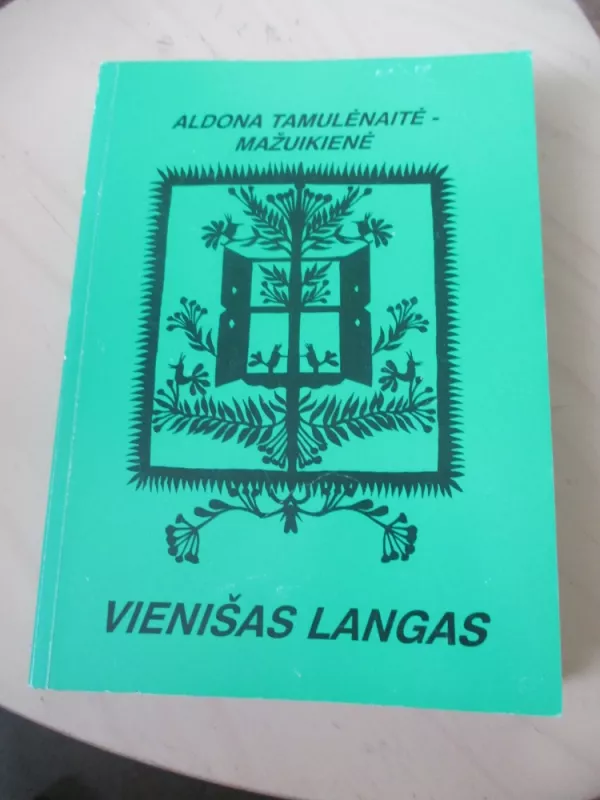 ALDONA TAMULĖNAITĖ -
MAŽUIKIENĖ
VIENIŠAS LANGAS